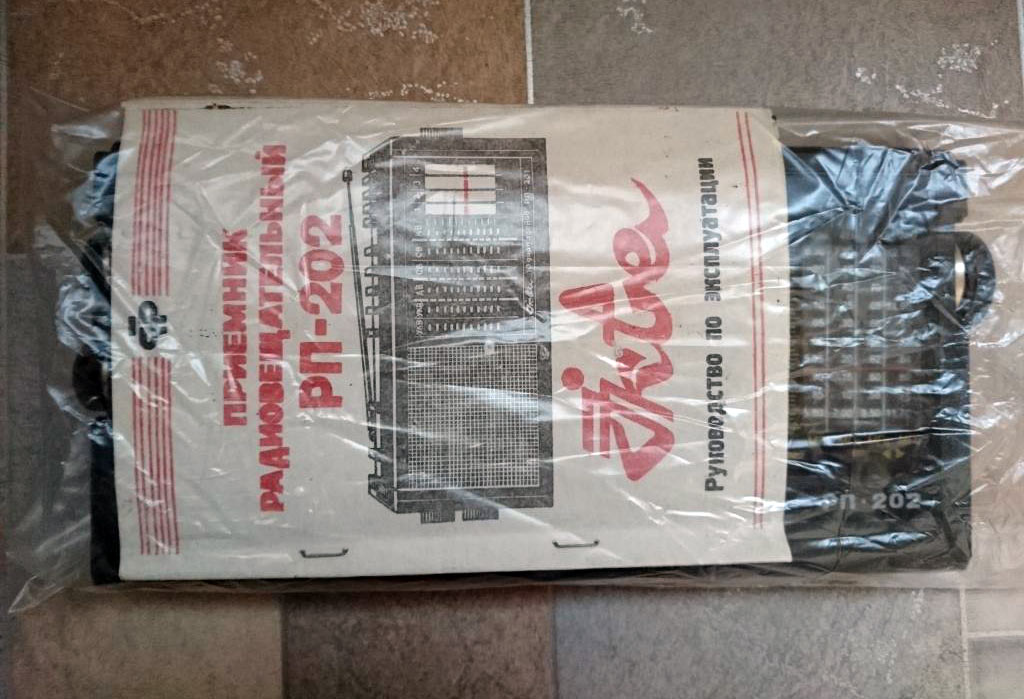 ПРИЕМНИК
РАДИОВЕЩАТЕЛЬНЫЙ
РП-202
Руководство по эксплуатации
РП-202